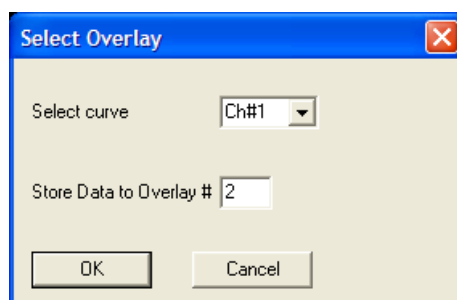 Select Overlay
Select curve Ch#1
Store Data to Overlay # 2
OK Cancel